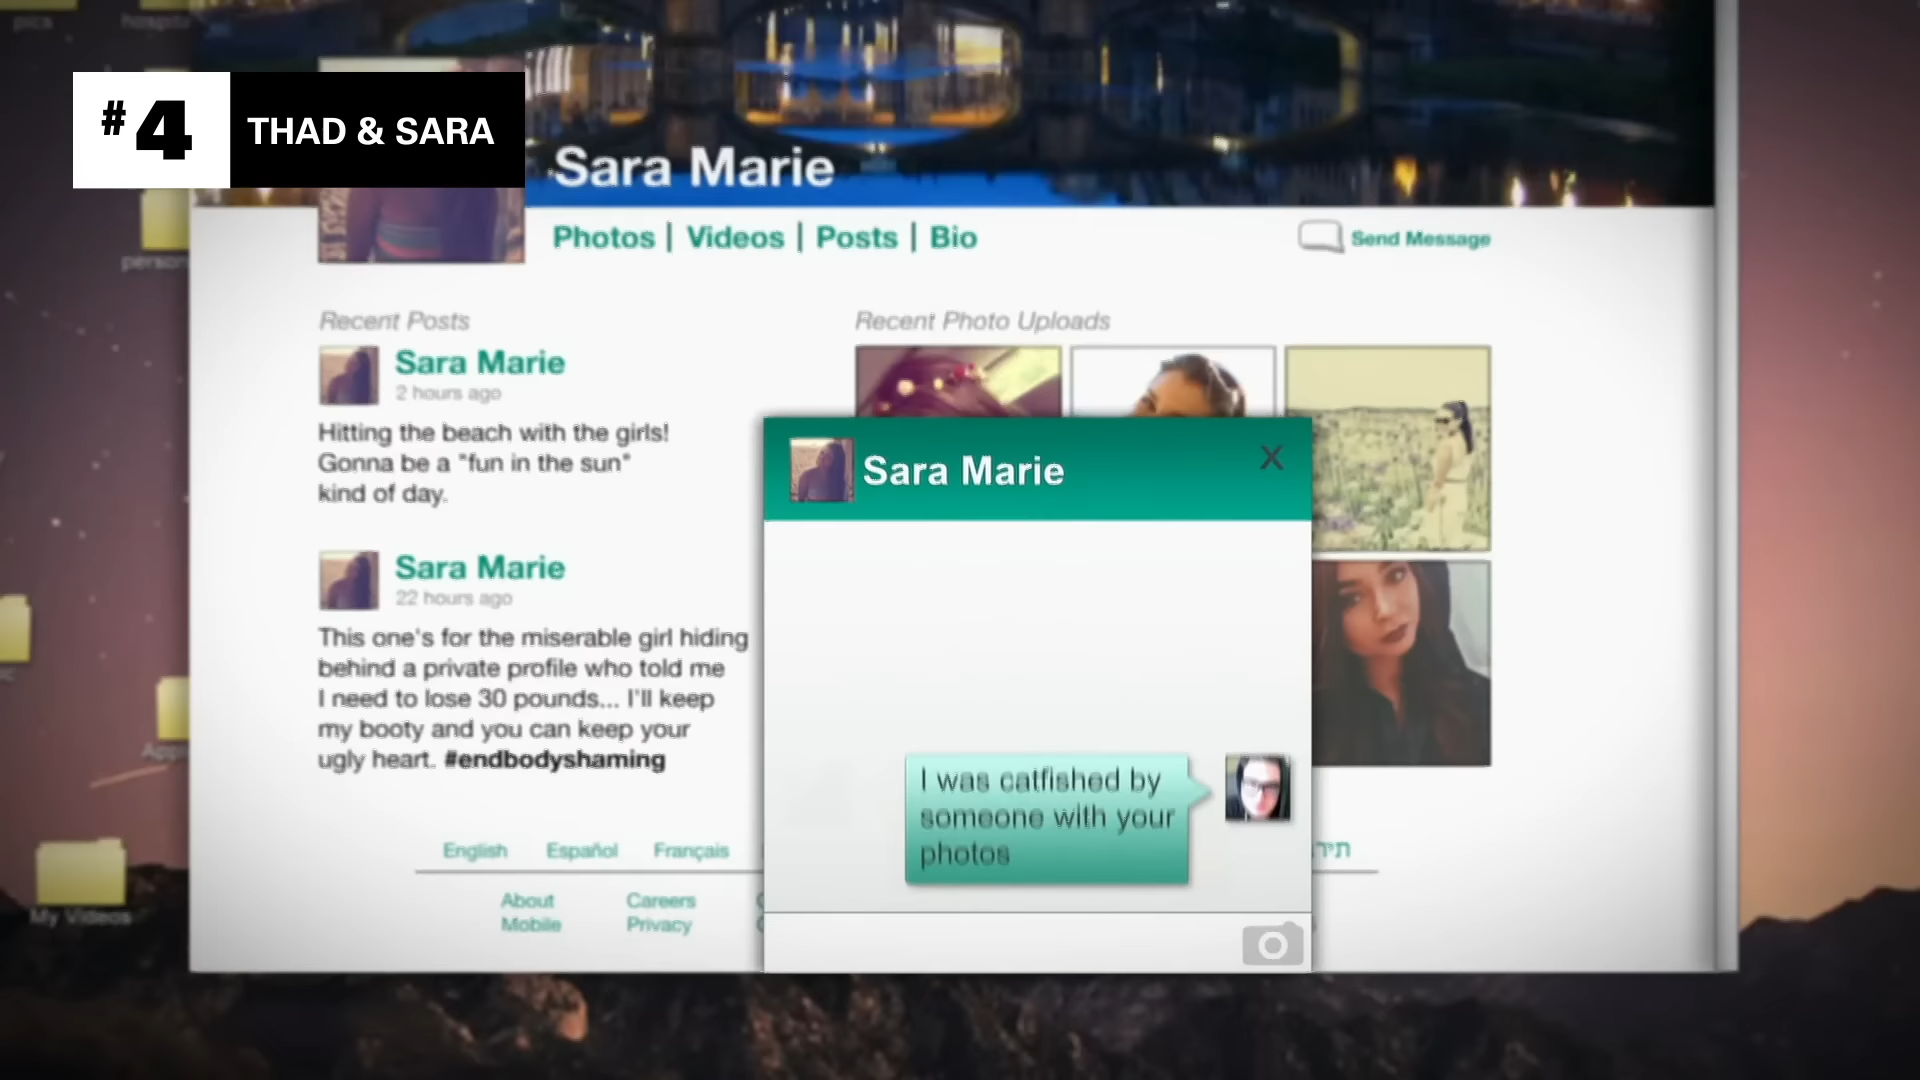 pics
#4
THAD & SARA
Sara Marie
Photos | Videos | Posts | Bio
Send Message
Recent Posts
Recent Photo Uploads
Sara Marie
2 hours ago
Hitting the beach with the girls!
Gonna be a "fun in the sun"
kind of day.
Sara Marie
22 hours ago
This one's for the miserable girl hiding
behind a private profile who told me
I need to lose 30 pounds... I'll keep
my booty and you can keep your
ugly heart. #endbodyshaming
Sara Marie
X
I was catfished by
someone with your
photos
English Español Français
About Careers
Mobile Privacy
My Videos